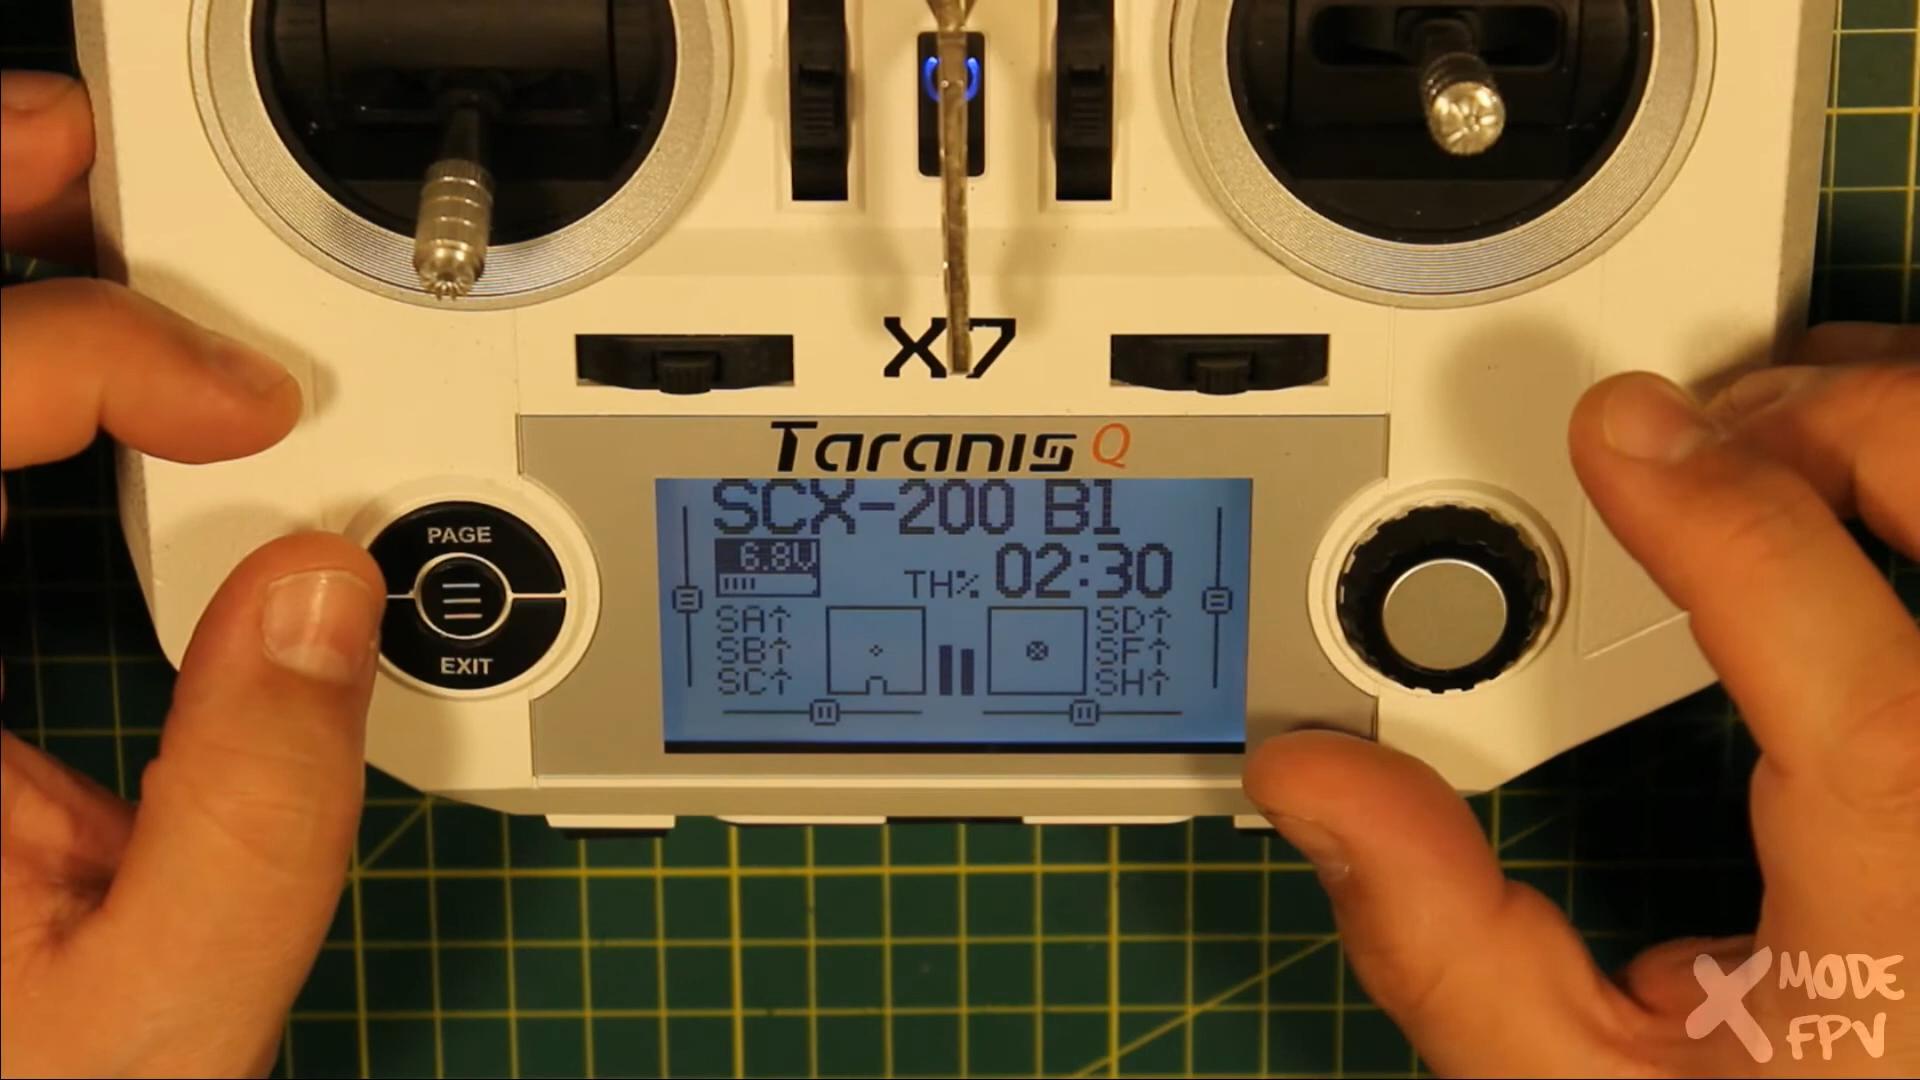 X7
Taranis Q
PAGE
EXIT
SCX-200 B1
6.8V
TH% 02:30
SA↑ SD↑
SB↑ SF↑
SC↑ SH↑
X MODE
FPV